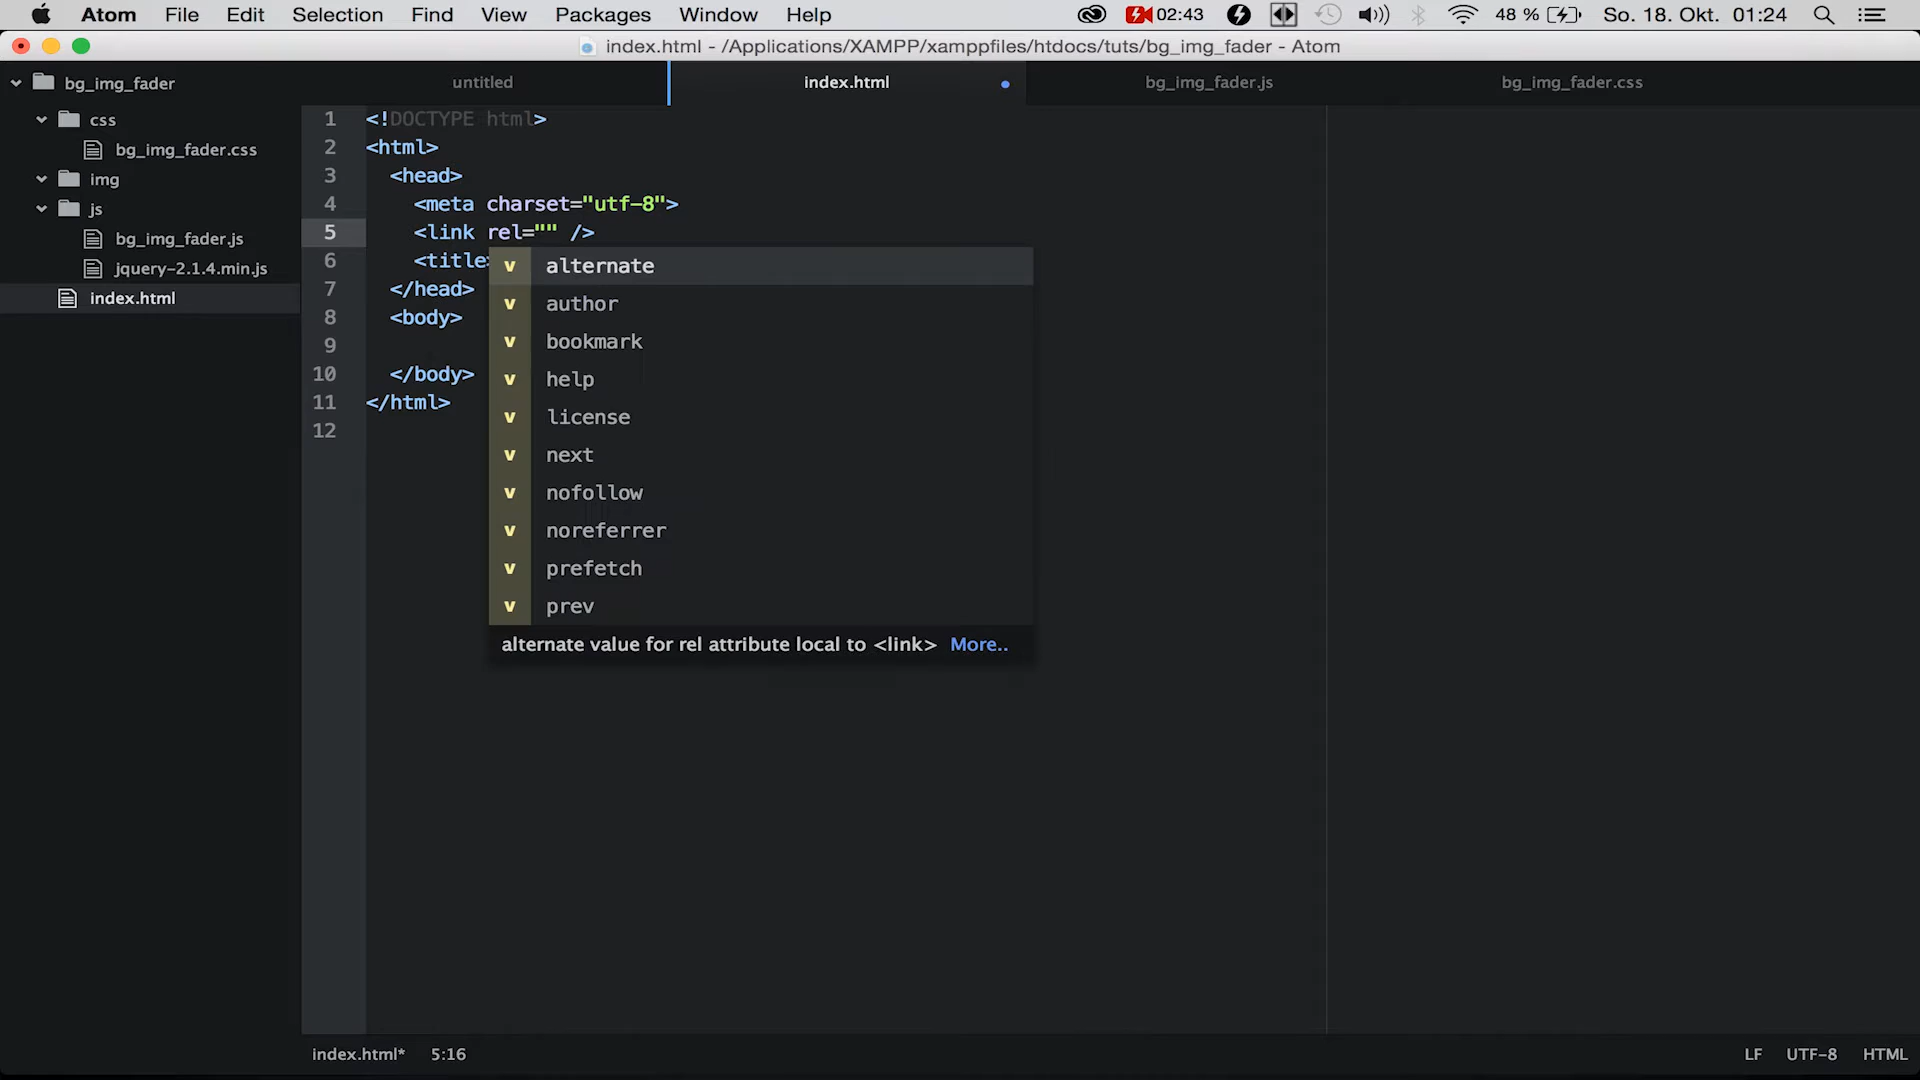 Atom File Edit Selection Find View Packages Window Help 02:43 48 % So. 18. Okt. 01:24
index.html - /Applications/XAMPP/xamppfiles/htdocs/tuts/bg_img_fader - Atom
bg_img_fader
css
bg_img_fader.css
img
js
bg_img_fader.js
jquery-2.1.4.min.js
index.html
untitled index.html bg_img_fader.js bg_img_fader.css
1 <!DOCTYPE html>
2 <html>
3 <head>
4 <meta charset="utf-8">
5 <link rel="" />
6 <title>
7 </head>
8 <body>
9
10 </body>
11 </html>
12
v alternate
v author
v bookmark
v help
v license
v next
v nofollow
v noreferrer
v prefetch
v prev
alternate value for rel attribute local to <link> More..
index.html* 5:16 LF UTF-8 HTML